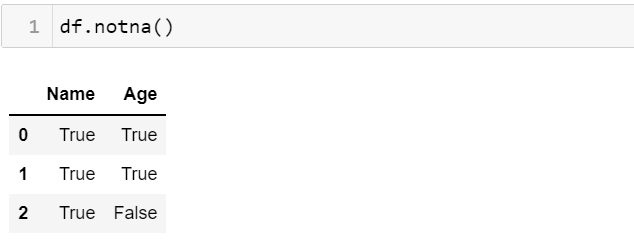 1 df.notna()
Name Age
0 True True
1 True True
2 True False